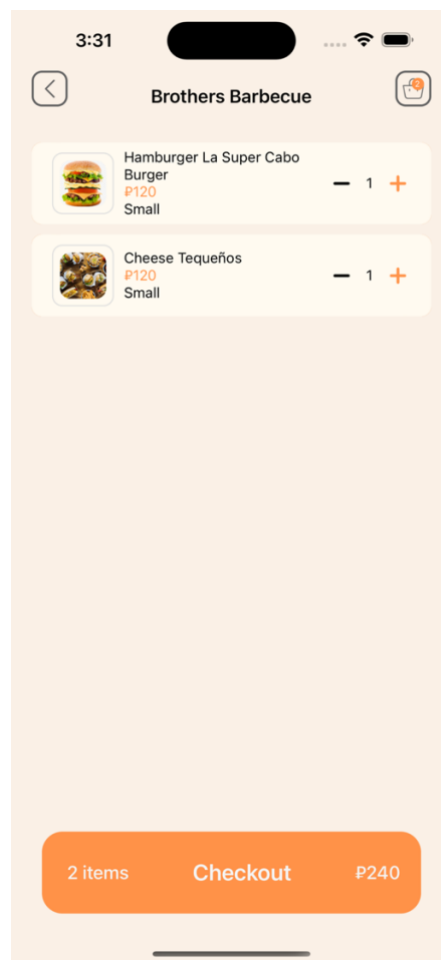 3:31
Brothers Barbecue
2
Hamburger La Super Cabo
Burger
₽120
Small
1
Cheese Tequeños
₽120
Small
1
2 items
Checkout
₽240